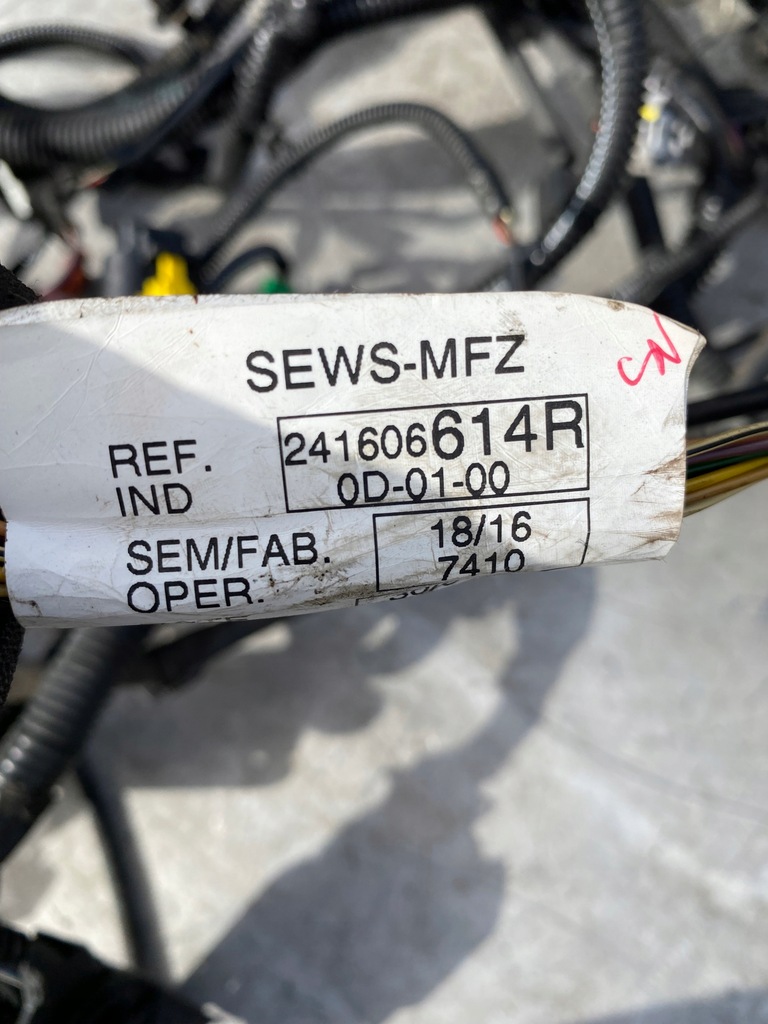 SEWS-MFZ
REF. 241606614R
IND 0D-01-00
SEM/FAB. 18/16
OPER. 7410